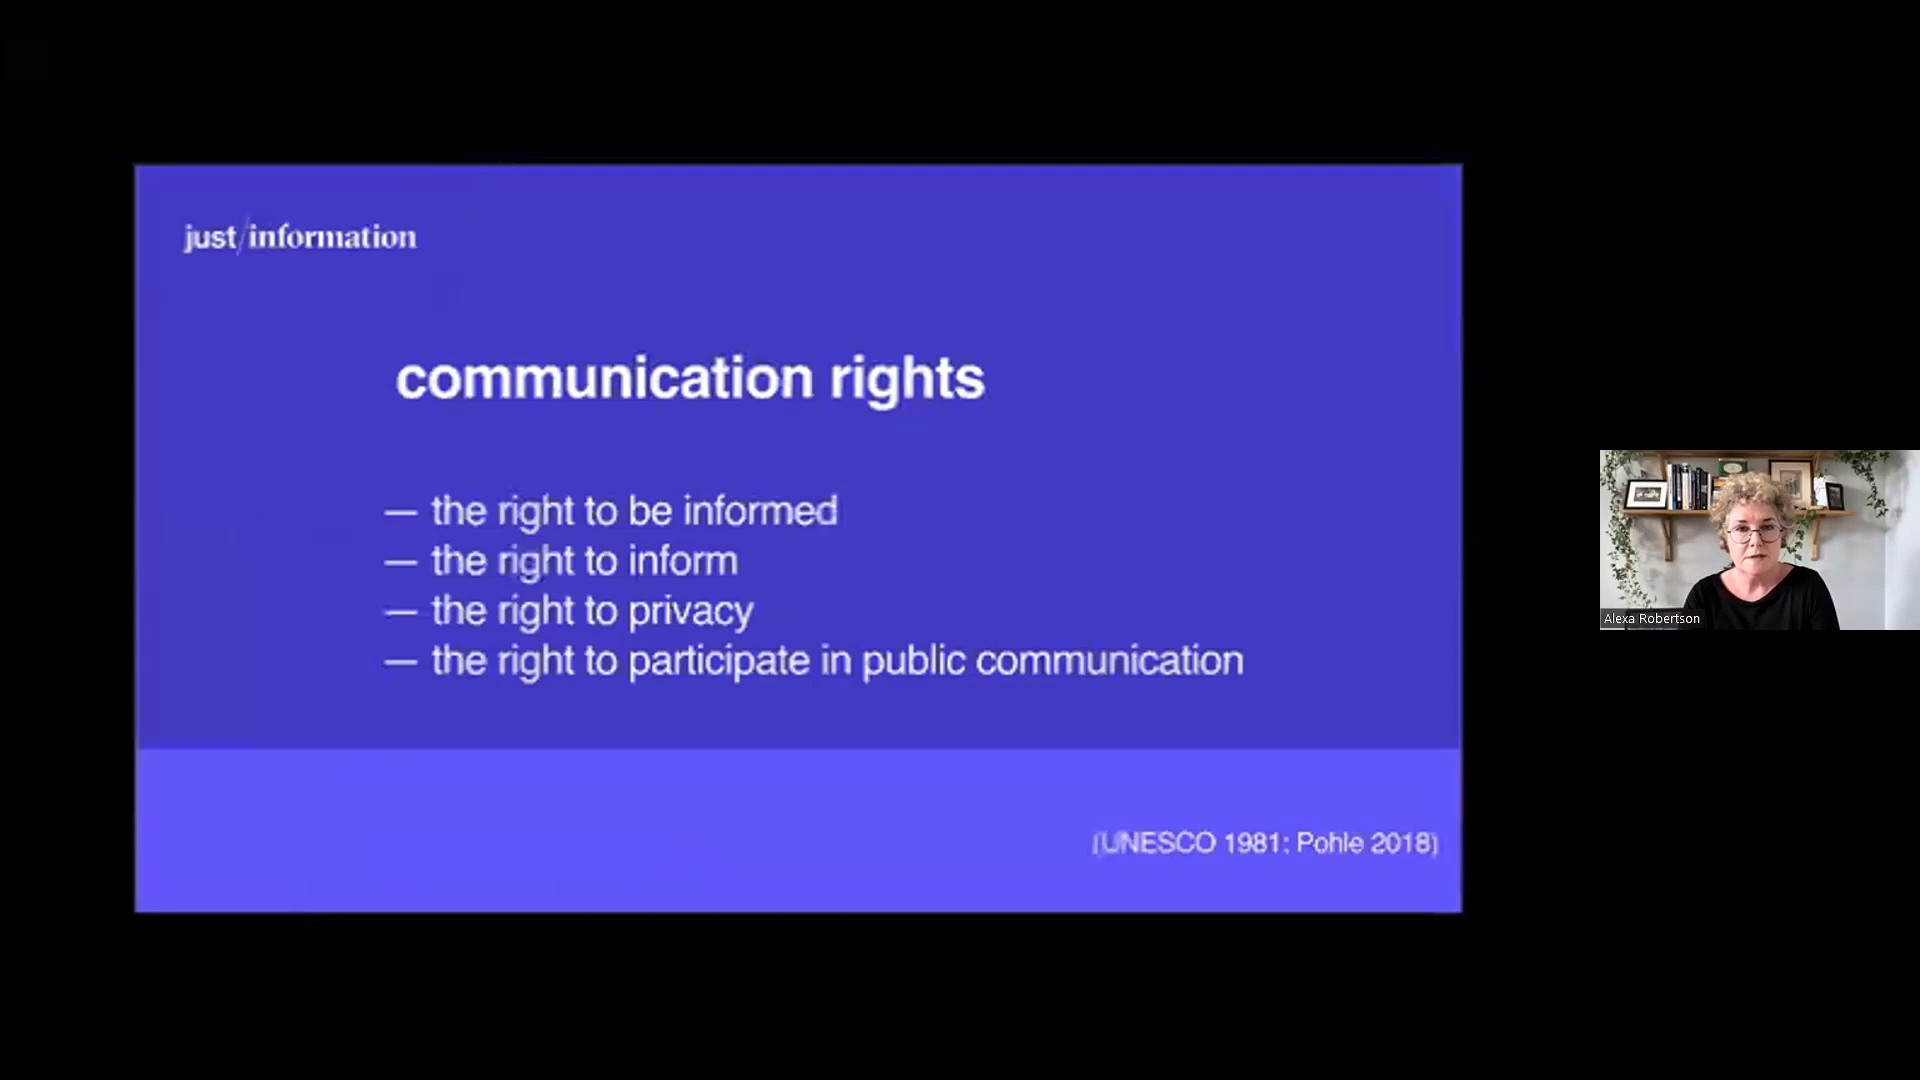 just/information
communication rights
— the right to be informed
— the right to inform
— the right to privacy
— the right to participate in public communication
(UNESCO 1981; Pohle 2018)
Alexa Robertson